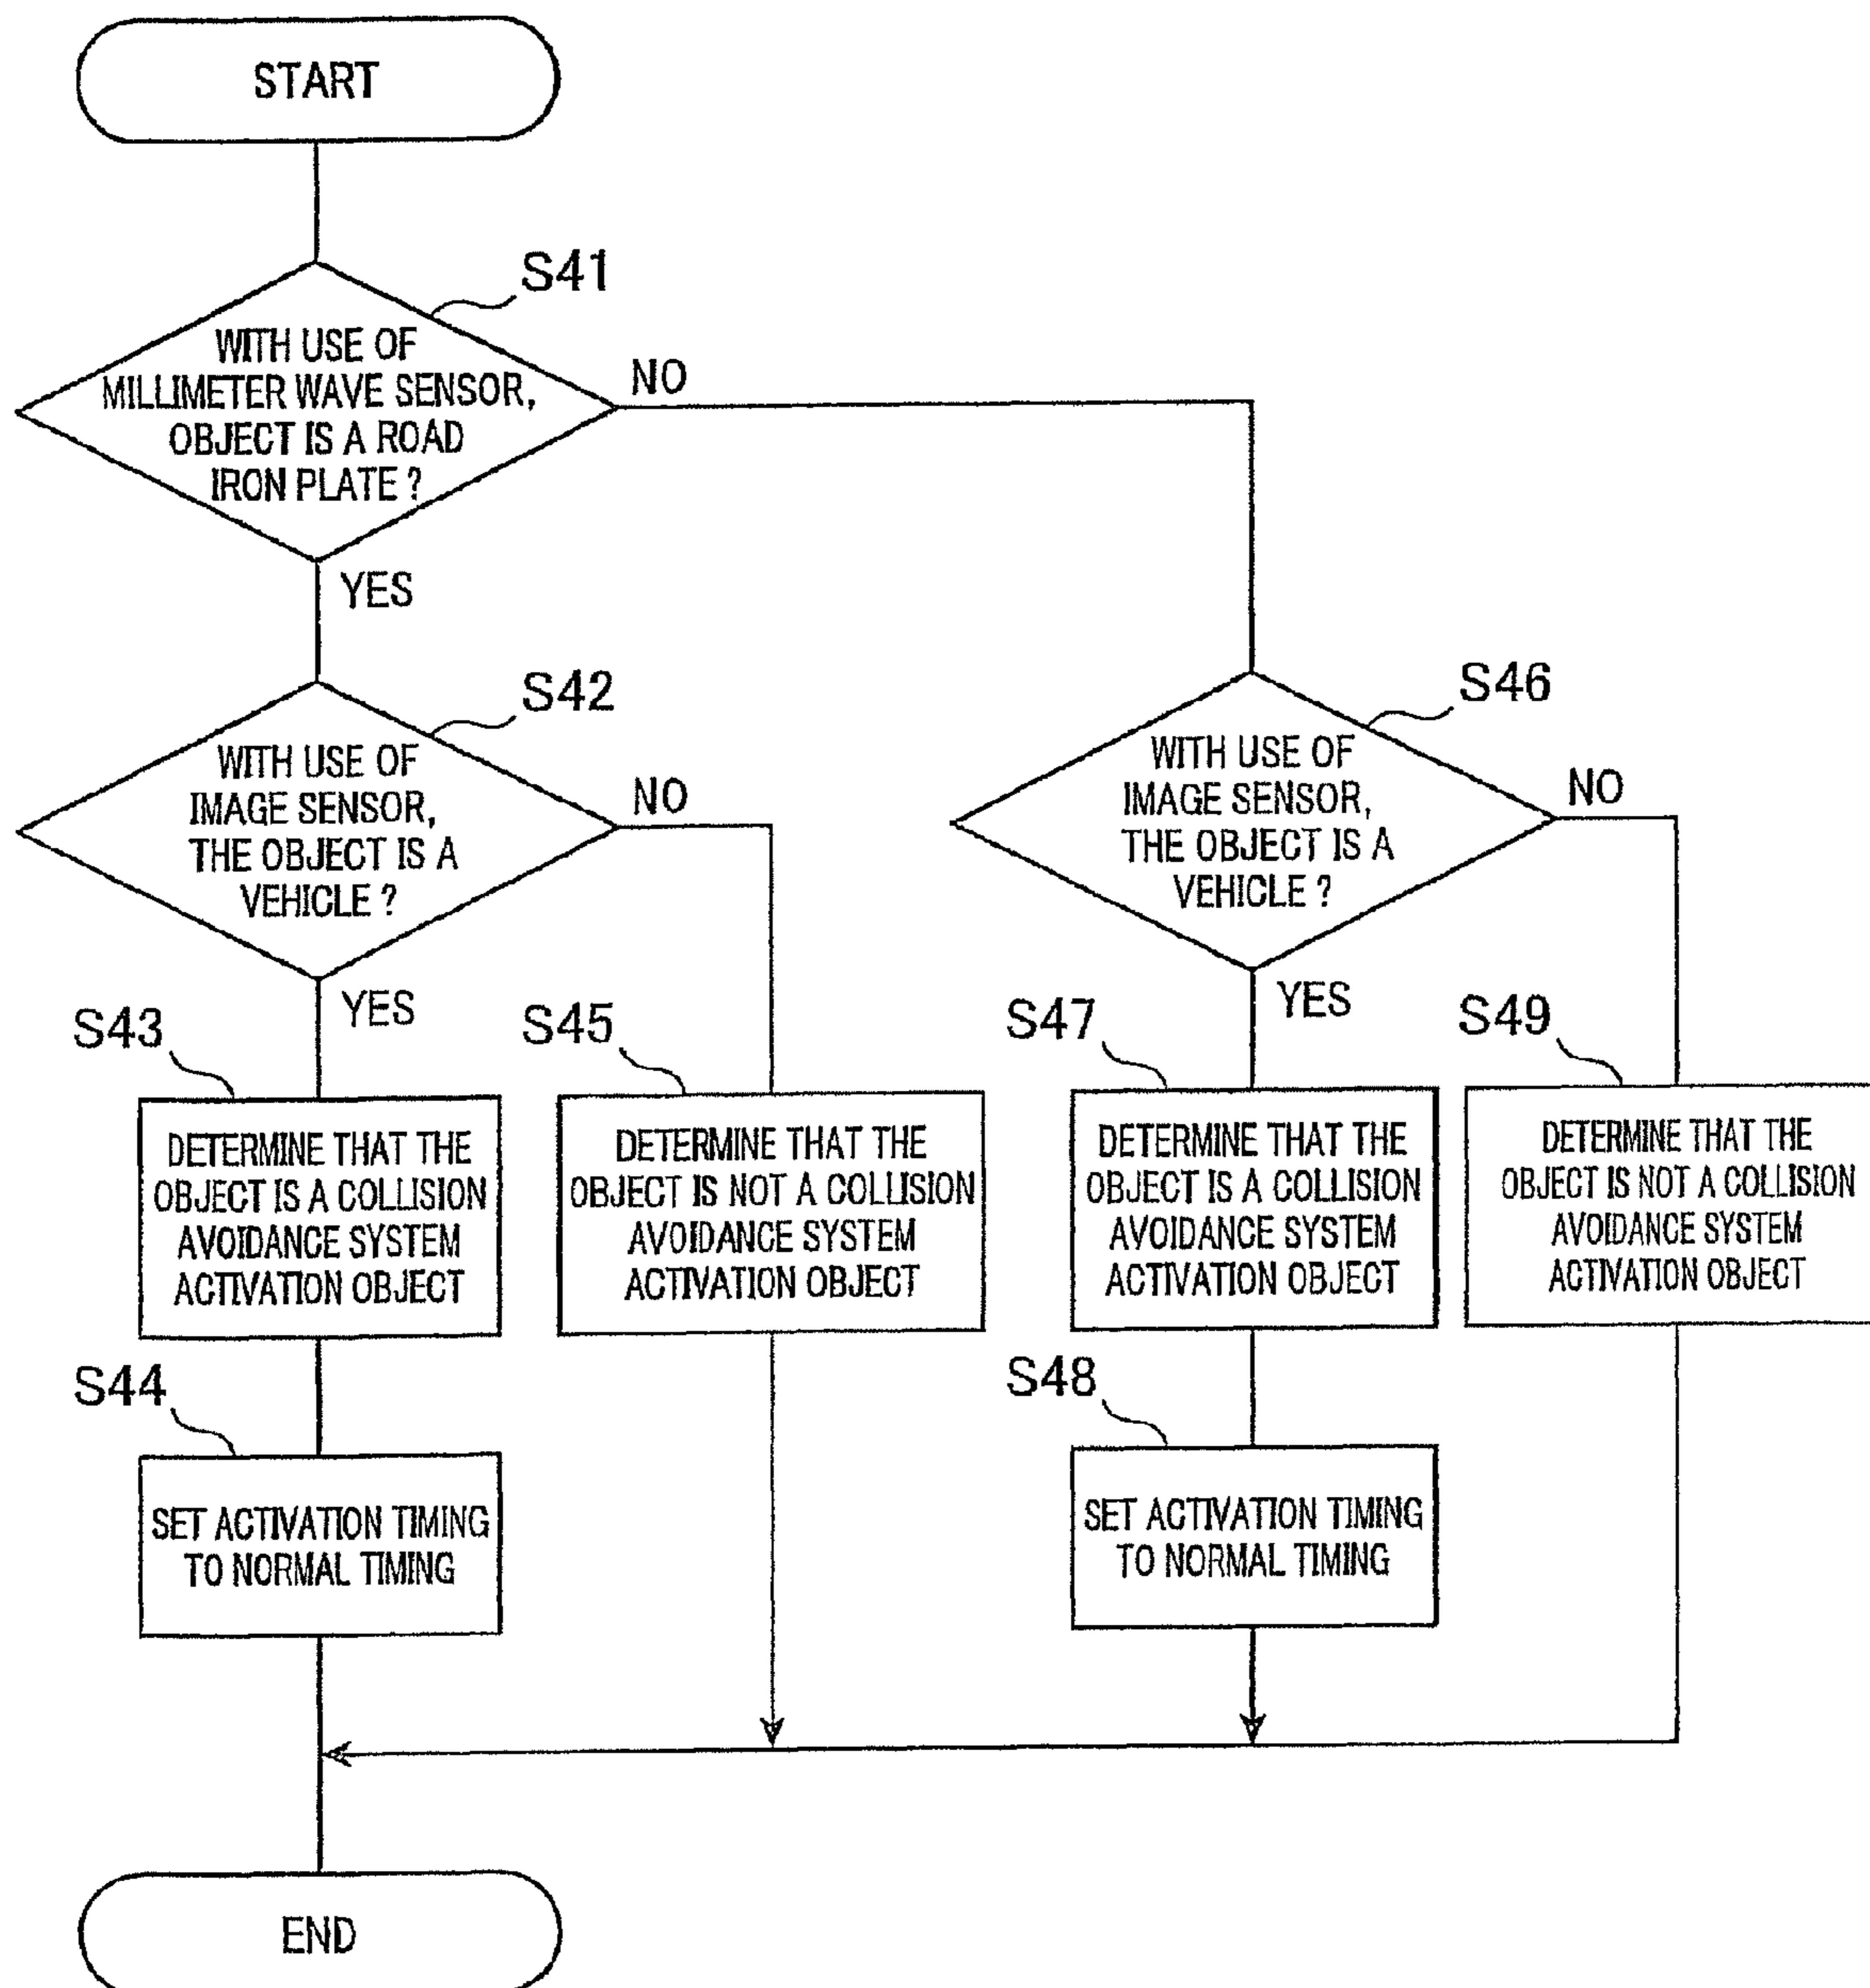 START
S41
WITH USE OF
MILLIMETER WAVE SENSOR,
OBJECT IS A ROAD
IRON PLATE ?
NO
YES
S42
WITH USE OF
IMAGE SENSOR,
THE OBJECT IS A
VEHICLE ?
NO
YES
S46
WITH USE OF
IMAGE SENSOR,
THE OBJECT IS A
VEHICLE ?
NO
YES
S43
DETERMINE THAT THE
OBJECT IS A COLLISION
AVOIDANCE SYSTEM
ACTIVATION OBJECT
S45
DETERMINE THAT THE
OBJECT IS NOT A COLLISION
AVOIDANCE SYSTEM
ACTIVATION OBJECT
S47
DETERMINE THAT THE
OBJECT IS A COLLISION
AVOIDANCE SYSTEM
ACTIVATION OBJECT
S49
DETERMINE THAT THE
OBJECT IS NOT A COLLISION
AVOIDANCE SYSTEM
ACTIVATION OBJECT
S44
SET ACTIVATION TIMING
TO NORMAL TIMING
S48
SET ACTIVATION TIMING
TO NORMAL TIMING
END